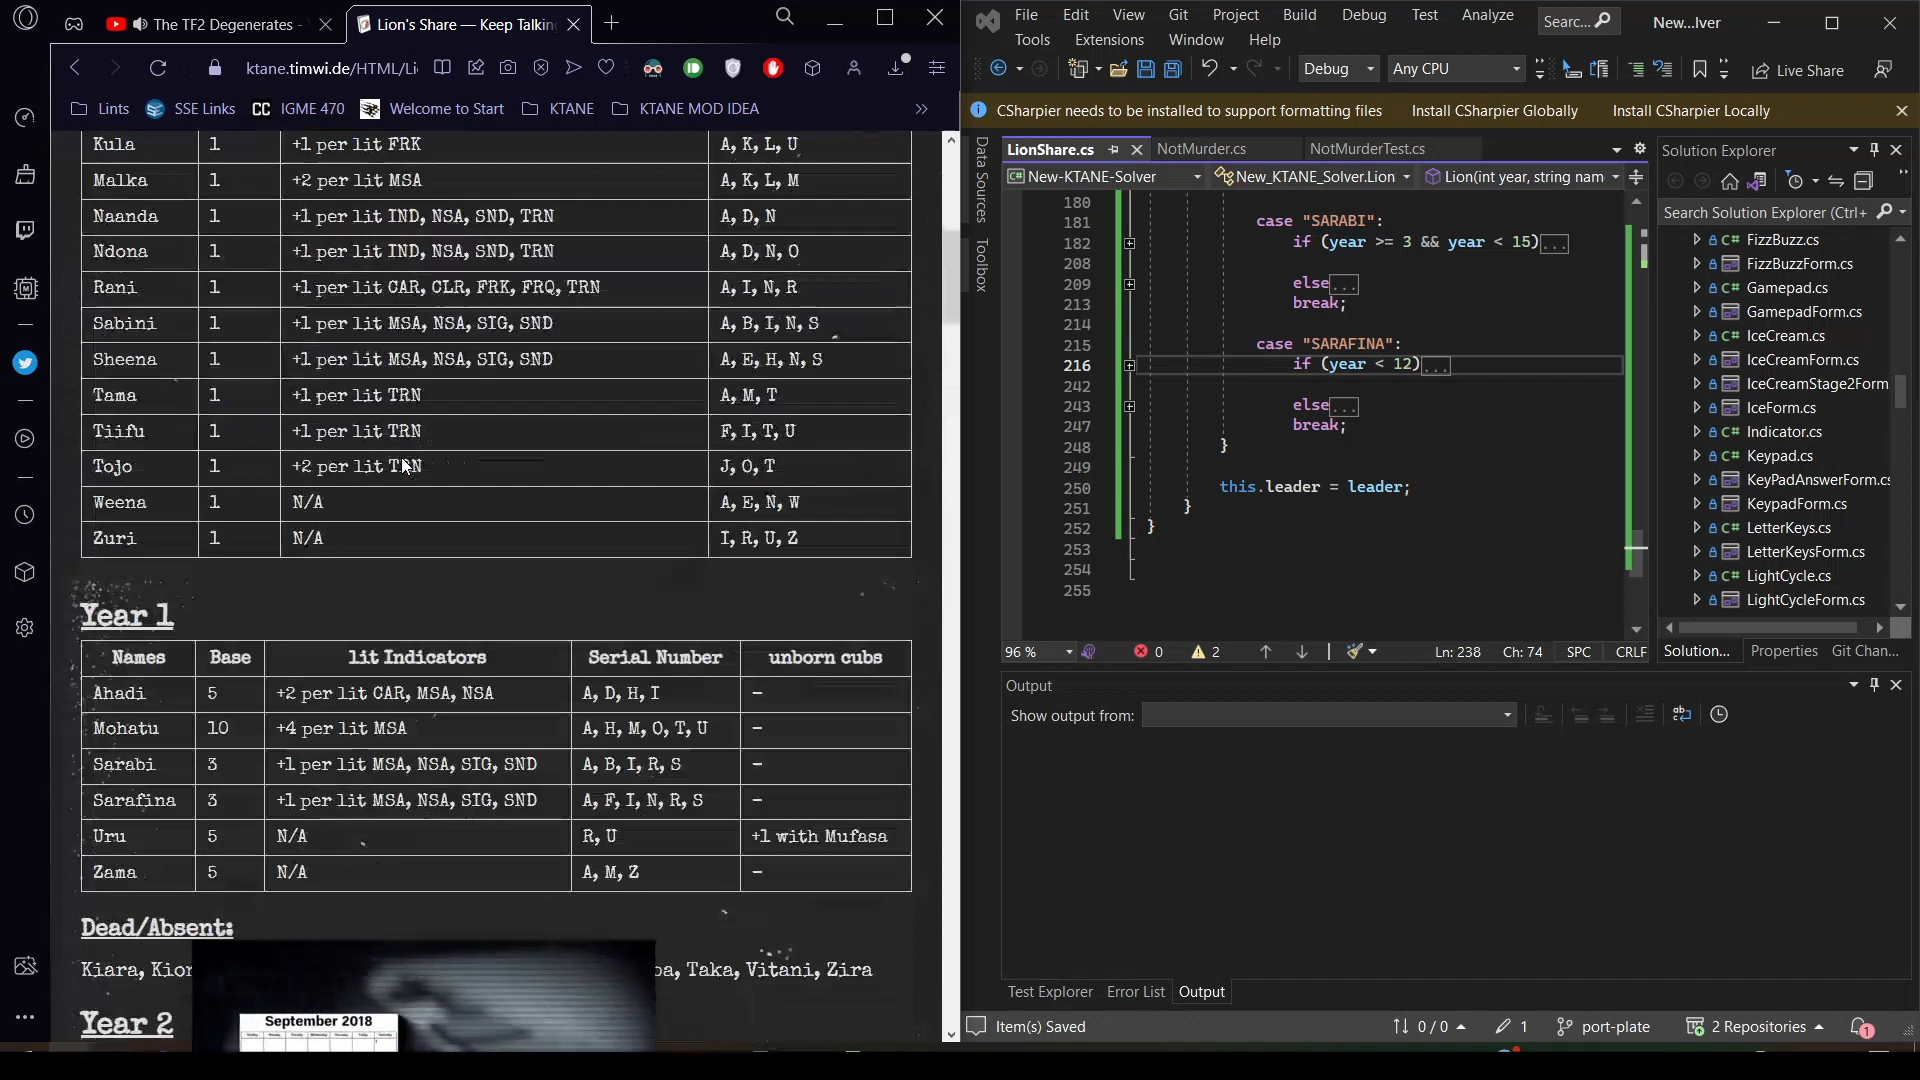 The TF2 Degenerates -
Lion's Share — Keep Talking
ktane.timwi.de/HTML/Li
Lints
SSE Links
CC IGME 470
Welcome to Start
KTANE
KTANE MOD IDEA
»
Kula 1 +1 per lit FRK A, K, L, U
Malka 1 +2 per lit MSA A, K, L, M
Naanda 1 +1 per lit IND, NSA, SND, TRN A, D, N
Ndona 1 +1 per lit IND, NSA, SND, TRN A, D, N, O
Rani 1 +1 per lit CAR, CLR, FRK, FRQ, TRN A, I, N, R
Sabini 1 +1 per lit MSA, NSA, SIG, SND A, B, I, N, S
Sheena 1 +1 per lit MSA, NSA, SIG, SND A, E, H, N, S
Tama 1 +1 per lit TRN A, M, T
Tiifu 1 +1 per lit TRN F, I, T, U
Tojo 1 +2 per lit TRN J, O, T
Weena 1 N/A A, E, N, W
Zuri 1 N/A I, R, U, Z
Year 1
Names Base lit Indicators Serial Number unborn cubs
Ahadi 5 +2 per lit CAR, MSA, NSA A, D, H, I –
Mohatu 10 +4 per lit MSA A, H, M, O, T, U –
Sarabi 3 +1 per lit MSA, NSA, SIG, SND A, B, I, R, S –
Sarafina 3 +1 per lit MSA, NSA, SIG, SND A, F, I, N, R, S –
Uru 5 N/A R, U +1 with Mufasa
Zama 5 N/A A, M, Z –
Dead/Absent:
Kiara, Taka, Vitani, Zira
Year 2
September 2018
File Edit View Git Project Build Debug Test Analyze
Tools Extensions Window Help
Searc...
New...lver
Debug
Any CPU
Live Share
CSharpier needs to be installed to support formatting files Install CSharpier Globally Install CSharpier Locally
Data Sources
Toolbox
LionShare.cs NotMurder.cs NotMurderTest.cs
New-KTANE-Solver New_KTANE_Solver.Lion Lion(int year, string nam
180
181 case "SARABI":
182 if (year >= 3 && year < 15)...
208
209 else...
213 break;
214
215 case "SARAFINA":
216 if (year < 12)...
242
243 else...
247 break;
248 }
249
250 this.leader = leader;
251 }
252 }
253
254
255
96 % 0 2 Ln: 238 Ch: 74 SPC CRLF
Solution Explorer
Search Solution Explorer (Ctrl+
C# FizzBuzz.cs
FizzBuzzForm.cs
C# Gamepad.cs
GamepadForm.cs
C# IceCream.cs
IceCreamForm.cs
IceCreamStage2Form
IceForm.cs
C# Indicator.cs
C# Keypad.cs
KeyPadAnswerForm.c
KeypadForm.cs
C# LetterKeys.cs
LetterKeysForm.cs
C# LightCycle.cs
LightCycleForm.cs
Solution... Properties Git Chan...
Output
Show output from:
Test Explorer Error List Output
Item(s) Saved
0 / 0
1
port-plate
2 Repositories
1